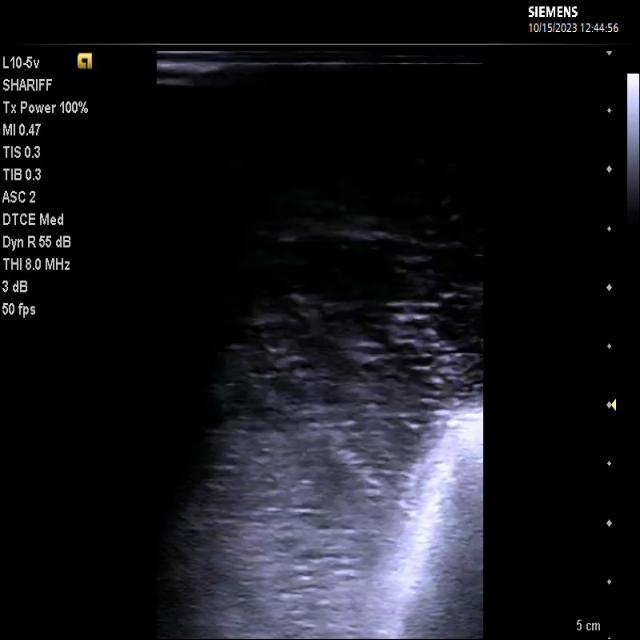 SIEMENS
10/15/2023 12:44:56
L10-5v
SHARIFF
Tx Power 100%
MI 0.47
TIS 0.3
TIB 0.3
ASC 2
DTCE Med
Dyn R 55 dB
THI 8.0 MHz
3 dB
50 fps
5 cm